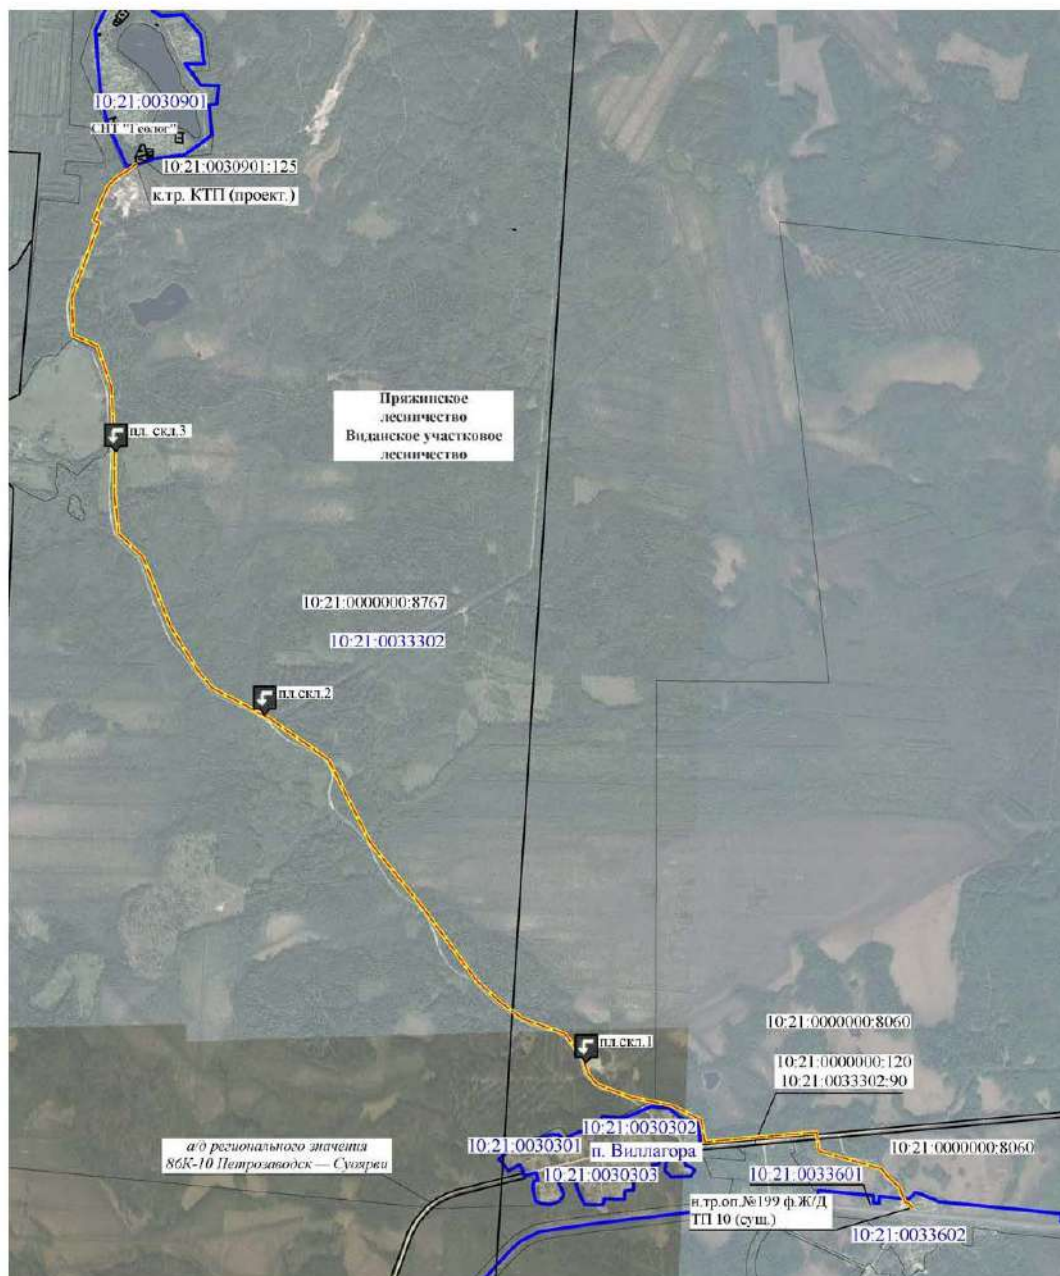 10:21:0030901
СНТ "Геолог"
10:21:0030901:125
к.тр. КТП (проект.)
Пряжинское
лесничество
Виданское участковое
лесничество
пл. скл.3
10:21:0000000:8767
10:21:0033302
пл.скл.2
пл.скл.1
10:21:0000000:8060
10:21:0000000:120
10:21:0033302:90
10:21:0030302
а/д регионального значения
86К-10 Петрозаводск — Суоярви
10:21:0030301
п. Виллагора
10:21:0000000:8060
10:21:0030303
10:21:0033601
н.тр.оп.№199 ф.Ж/Д
ТП 10 (сущ.)
10:21:0033602